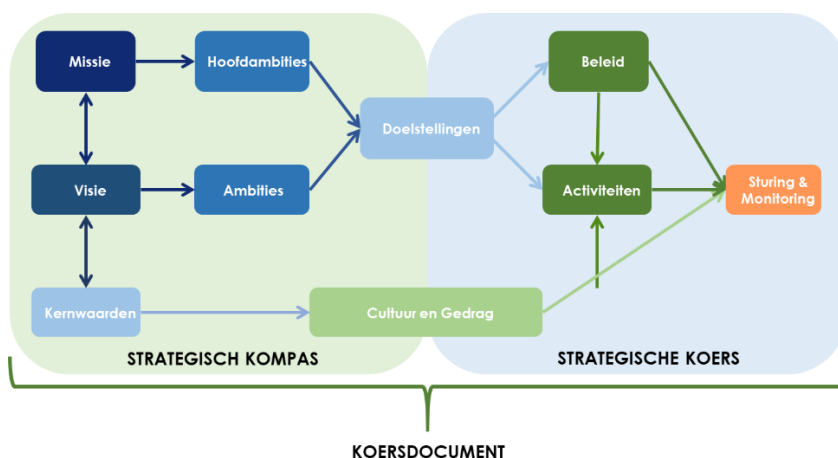 Missie
Hoofdambities
Beleid
Doelstellingen
Visie
Ambities
Activiteiten
Sturing &
Monitoring
Kernwaarden
Cultuur en Gedrag
STRATEGISCH KOMPAS
STRATEGISCHE KOERS
KOERSDOCUMENT